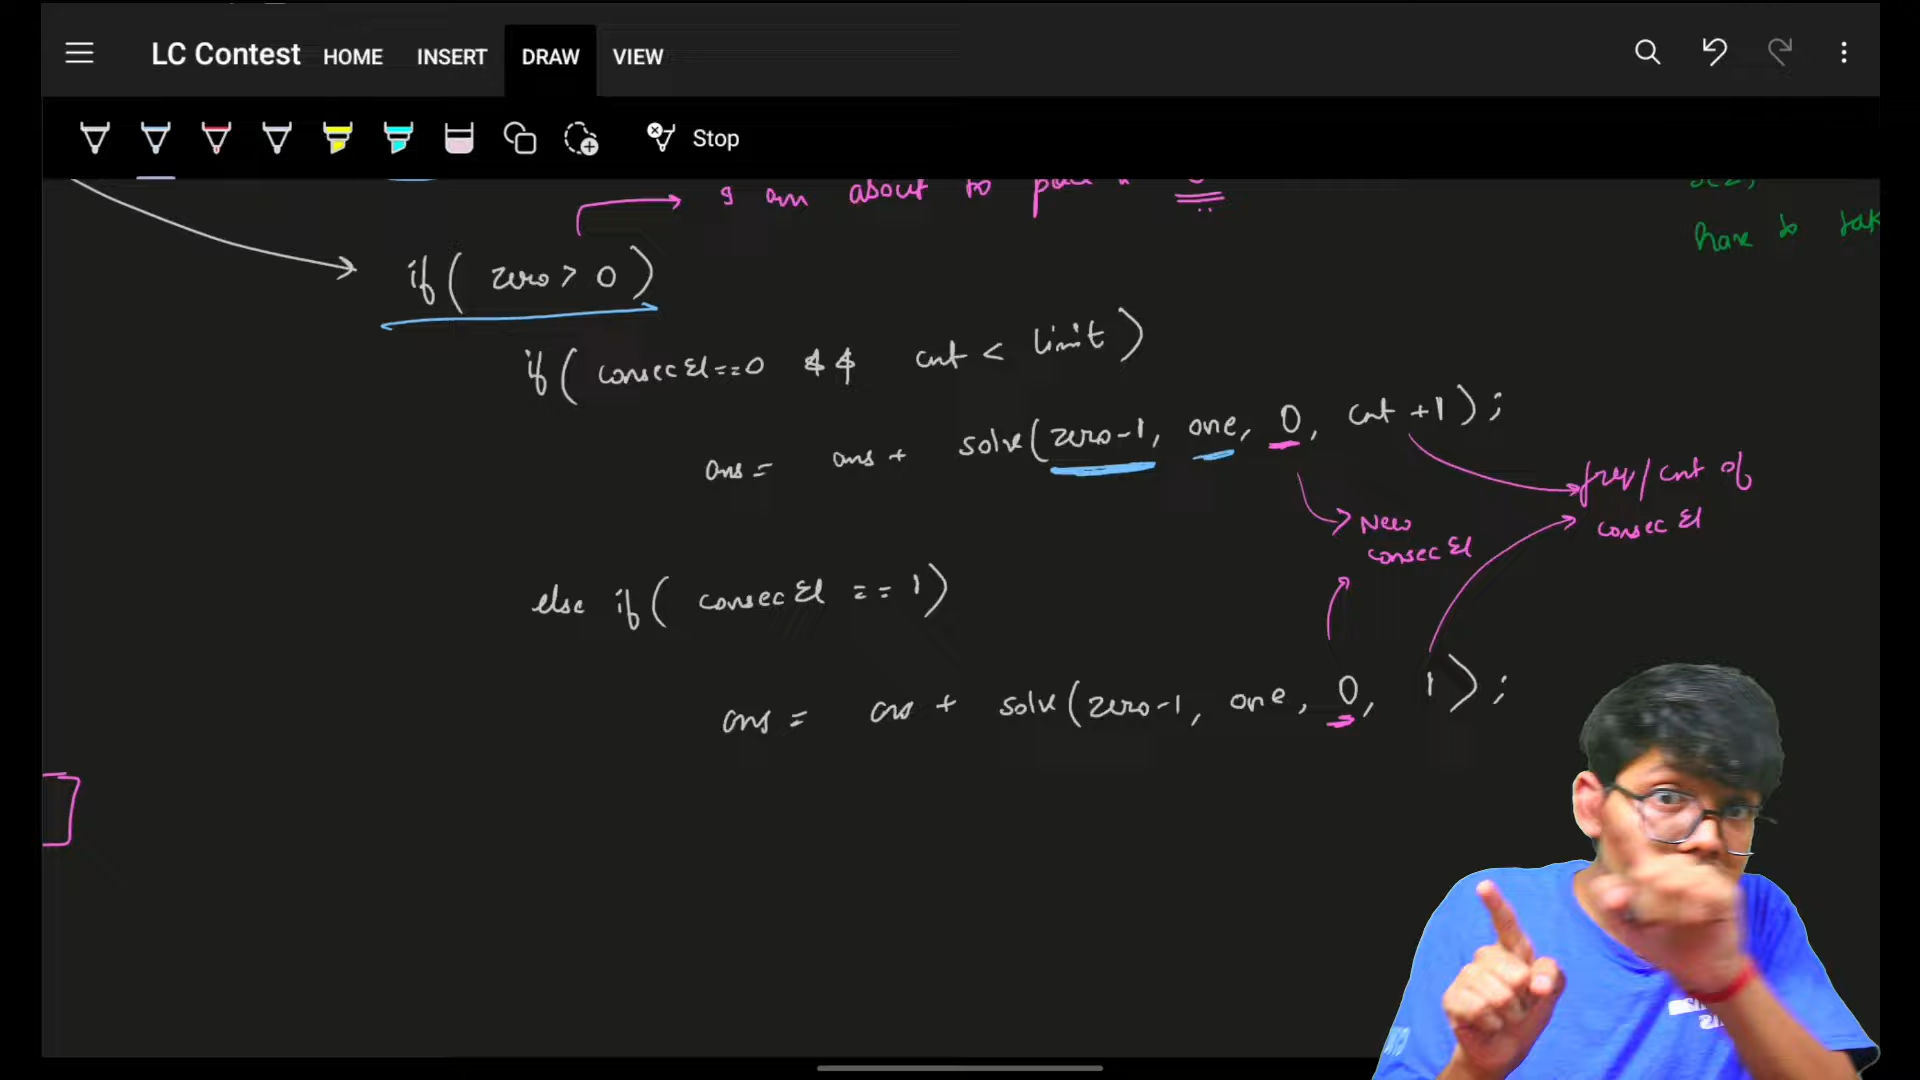 LC Contest HOME INSERT DRAW VIEW
Stop
I am about to
have to
if( zero > 0 )
if( consecEl==0 && cnt < limit)
ans = ans + solve(zero-1, one, 0, cnt +1);
freq/cnt of
consec El
New
consec El
else if( consecEl == 1)
ans = ans + solve(zero-1, one, 0, 1);